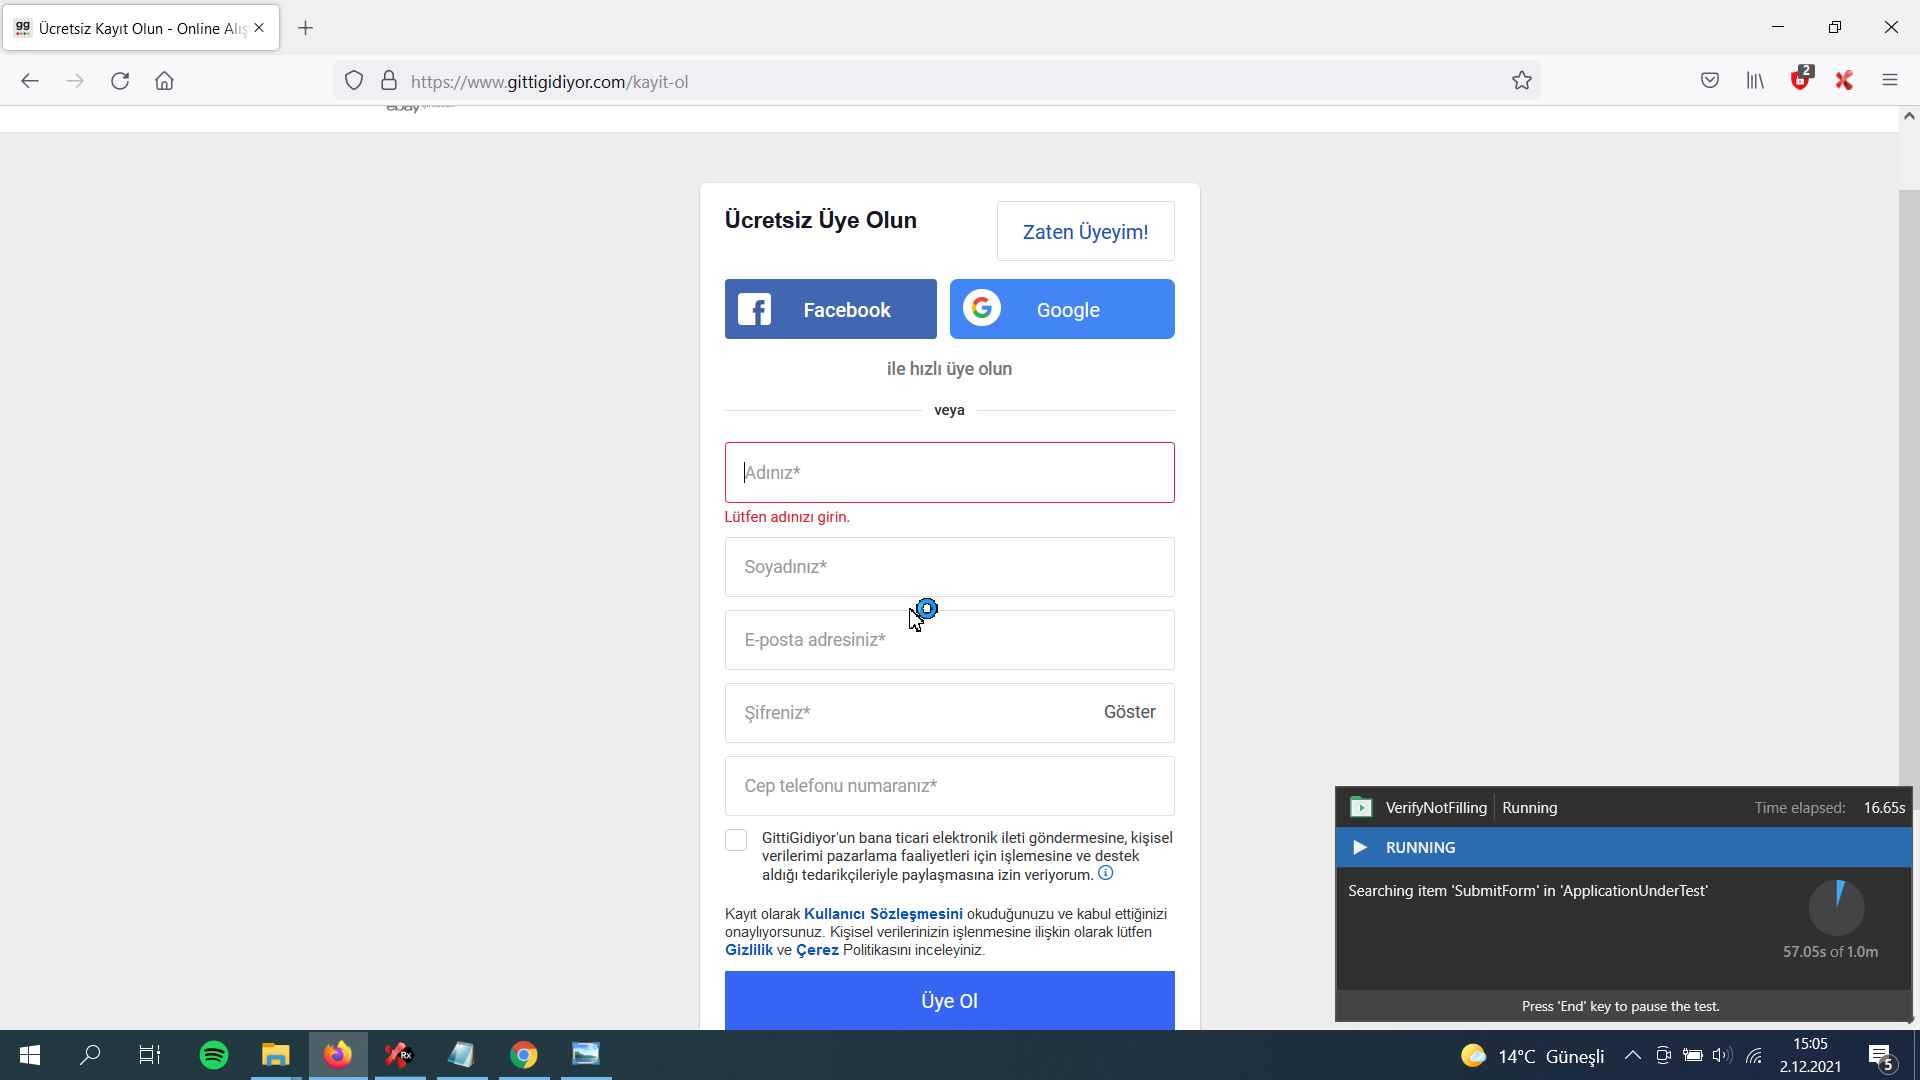 gg Ücretsiz Kayıt Olun - Online Alış
https://www.gittigidiyor.com/kayit-ol
2
ebay
Ücretsiz Üye Olun
Zaten Üyeyim!
Facebook
Google
ile hızlı üye olun
veya
Adınız*
Lütfen adınızı girin.
Soyadınız*
E-posta adresiniz*
Şifreniz*
Göster
Cep telefonu numaranız*
GittiGidiyor'un bana ticari elektronik ileti göndermesine, kişisel
verilerimi pazarlama faaliyetleri için işlemesine ve destek
aldığı tedarikçileriyle paylaşmasına izin veriyorum.
Kayıt olarak Kullanıcı Sözleşmesini okuduğunuzu ve kabul ettiğinizi
onaylıyorsunuz. Kişisel verilerinizin işlenmesine ilişkin olarak lütfen
Gizlilik ve Çerez Politikasını inceleyiniz.
Üye Ol
VerifyNotFilling Running Time elapsed: 16.65s
RUNNING
Searching item 'SubmitForm' in 'ApplicationUnderTest'
57.05s of 1.0m
Press 'End' key to pause the test.
Rx
14°C Güneşli
15:05
2.12.2021
5